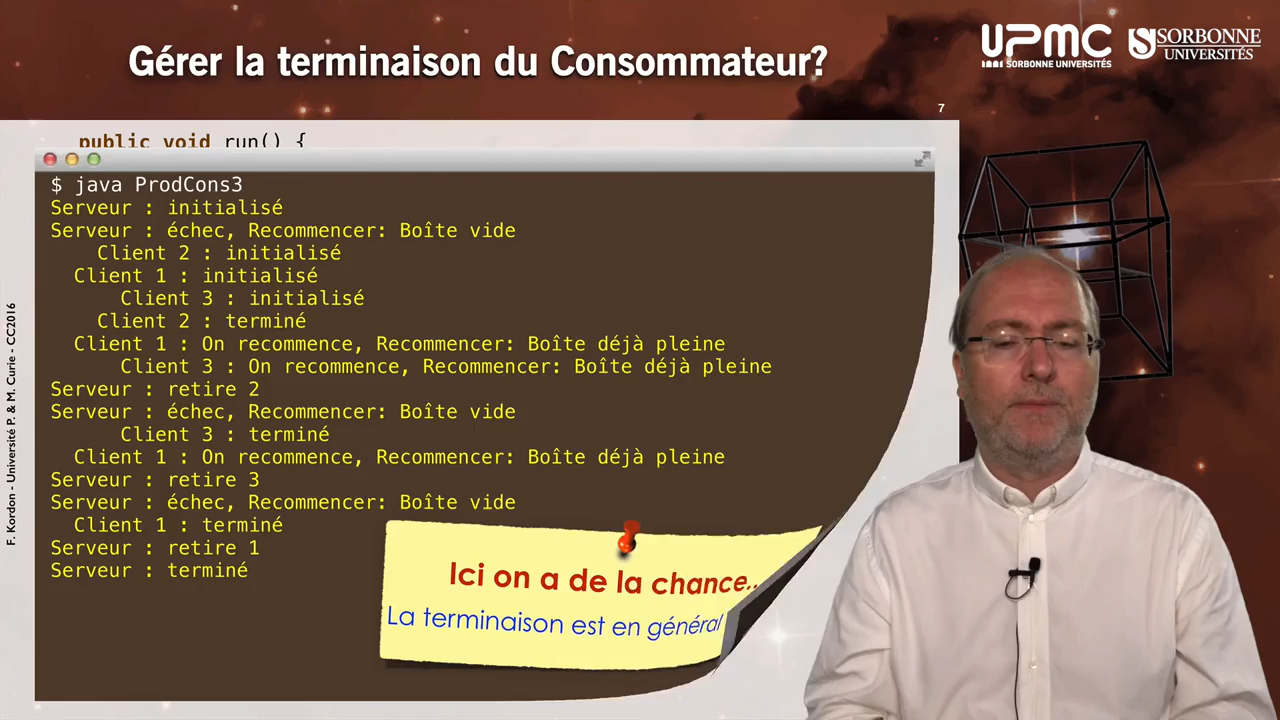 Gérer la terminaison du Consommateur?
UPMC
SORBONNE UNIVERSITÉS
SORBONNE
UNIVERSITÉS
7
public void run() {
$ java ProdCons3
Serveur : initialisé
Serveur : échec, Recommencer: Boîte vide
Client 2 : initialisé
Client 1 : initialisé
Client 3 : initialisé
Client 2 : terminé
Client 1 : On recommence, Recommencer: Boîte déjà pleine
Client 3 : On recommence, Recommencer: Boîte déjà pleine
Serveur : retire 2
Serveur : échec, Recommencer: Boîte vide
Client 3 : terminé
Client 1 : On recommence, Recommencer: Boîte déjà pleine
Serveur : retire 3
Serveur : échec, Recommencer: Boîte vide
Client 1 : terminé
Serveur : retire 1
Serveur : terminé
Ici on a de la chance..
La terminaison est en général
F. Kordon - Université P. & M. Curie - CC2016